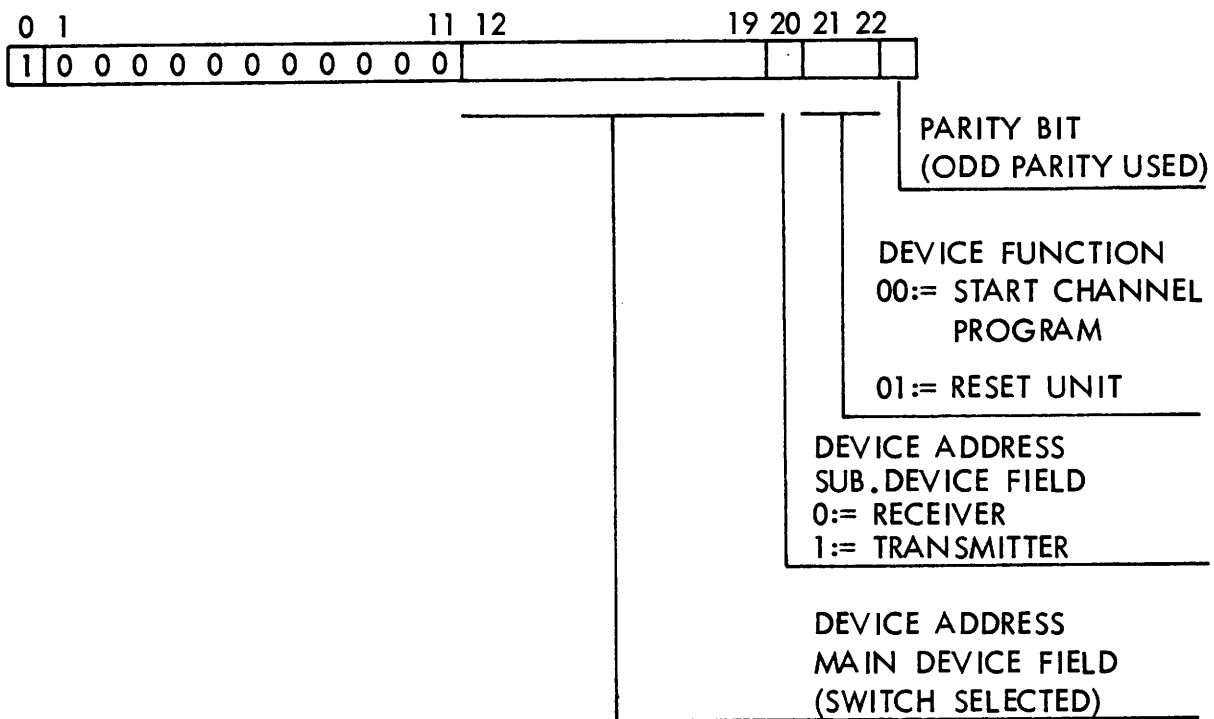 0 1 11 12 19 20 21 22
1 0 0 0 0 0 0 0 0 0 0 0
PARITY BIT
(ODD PARITY USED)
DEVICE FUNCTION
00:= START CHANNEL
PROGRAM
01:= RESET UNIT
DEVICE ADDRESS
SUB.DEVICE FIELD
0:= RECEIVER
1:= TRANSMITTER
DEVICE ADDRESS
MAIN DEVICE FIELD
(SWITCH SELECTED)